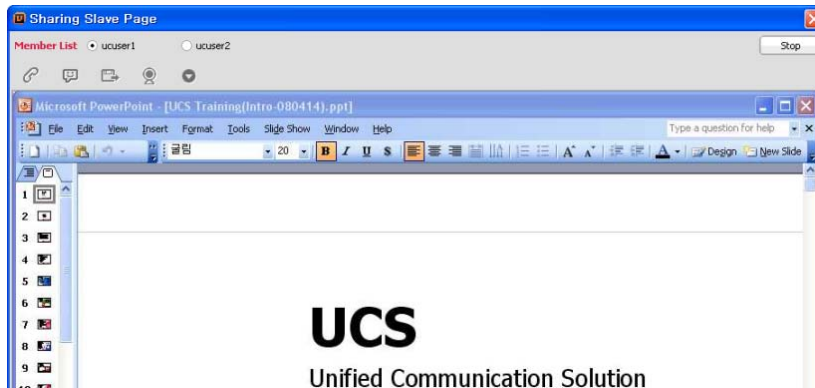 Sharing Slave Page
Member List ucuser1 ucuser2 Stop
Microsoft PowerPoint - [UCS Training(Intro-080414).ppt]
File Edit View Insert Format Tools Slide Show Window Help Type a question for help
굴림 20 B I U S A A A Design New Slide
1
2
3
4
5
6
7
8
9
10
UCS
Unified Communication Solution